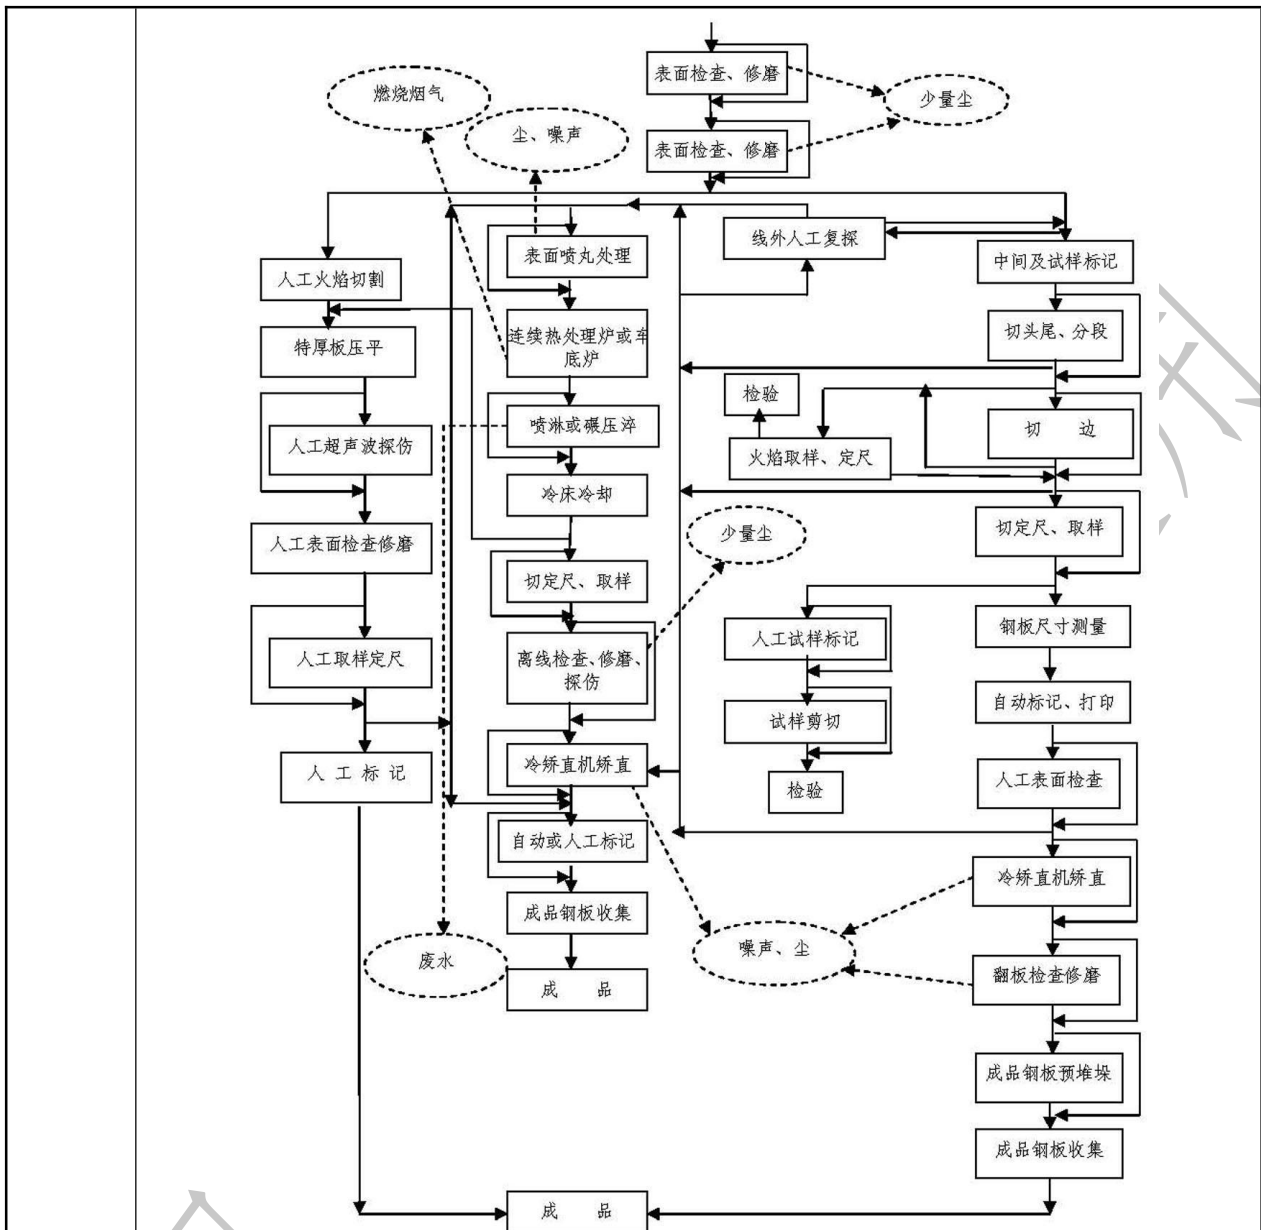 表面检查、修磨
燃烧烟气
少量尘
尘、噪声
表面检查、修磨
线外人工复探
表面喷丸处理
中间及试样标记
人工火焰切割
连续热处理炉或车
底炉
切头尾、分段
特厚板压平
检验
喷淋或碾压淬
切 边
人工超声波探伤
火焰取样、定尺
冷床冷却
切定尺、取样
少量尘
人工表面检查修磨
切定尺、取样
钢板尺寸测量
人工试样标记
人工取样定尺
离线检查、修磨、
探伤
自动标记、打印
试样剪切
冷矫直机矫直
人 工 标 记
人工表面检查
检验
自动或人工标记
冷矫直机矫直
成品钢板收集
噪声、尘
废水
翻板检查修磨
成 品
成品钢板预堆垛
成品钢板收集
成 品